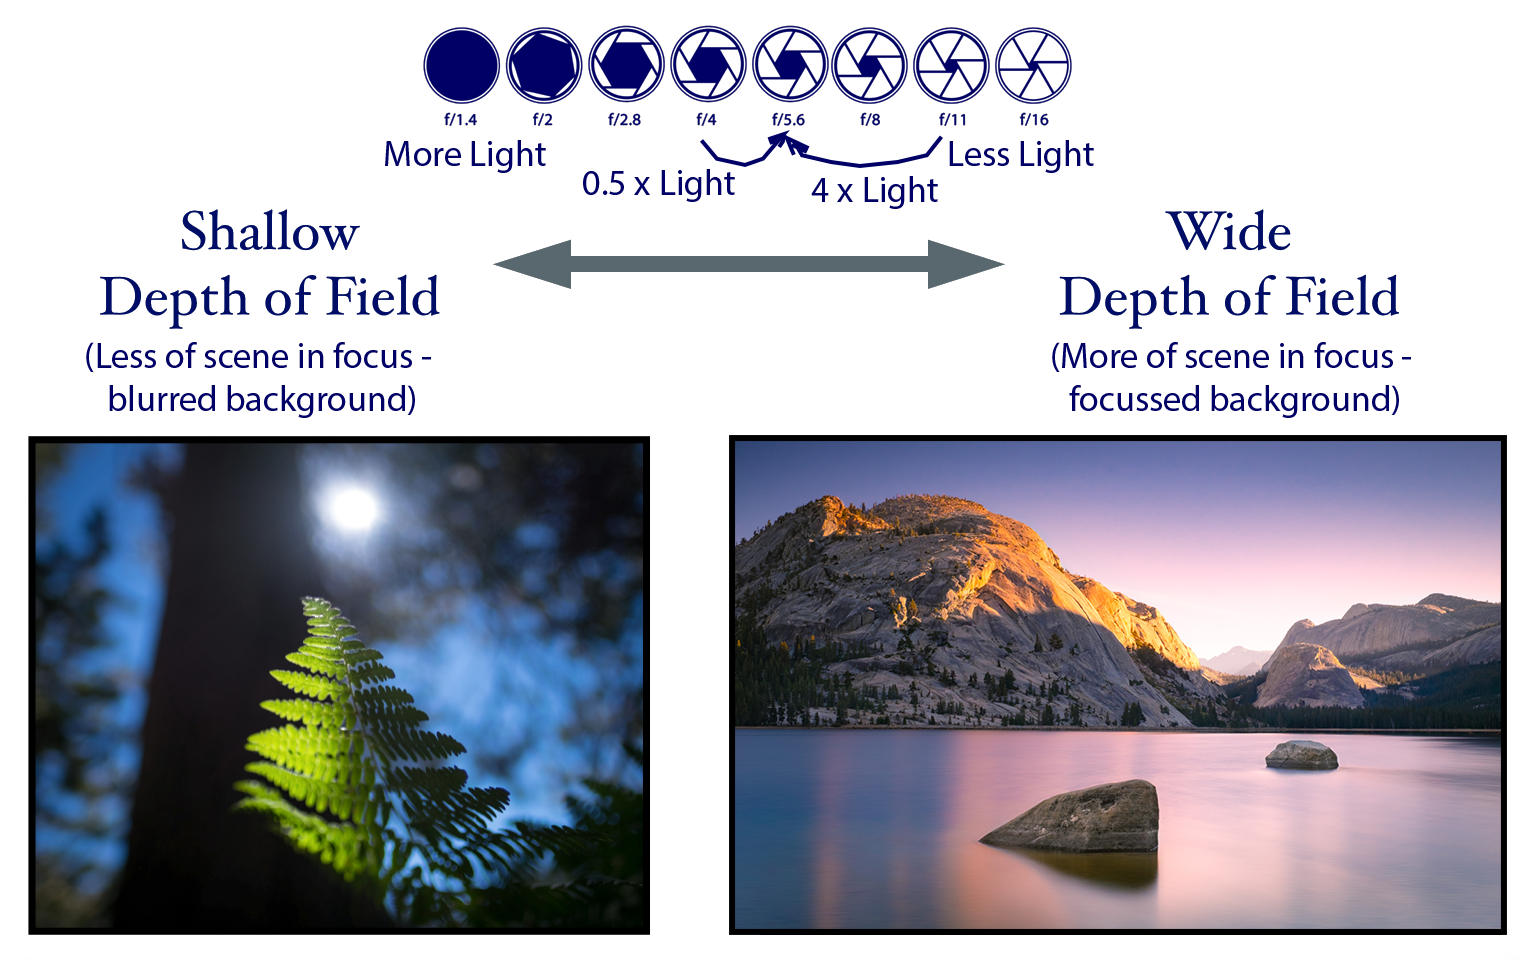 f/1.4 f/2 f/2.8 f/4 f/5.6 f/8 f/11 f/16
More Light
Less Light
0.5 x Light
4 x Light
Shallow
Depth of Field
(Less of scene in focus -
blurred background)
Wide
Depth of Field
(More of scene in focus -
focussed background)